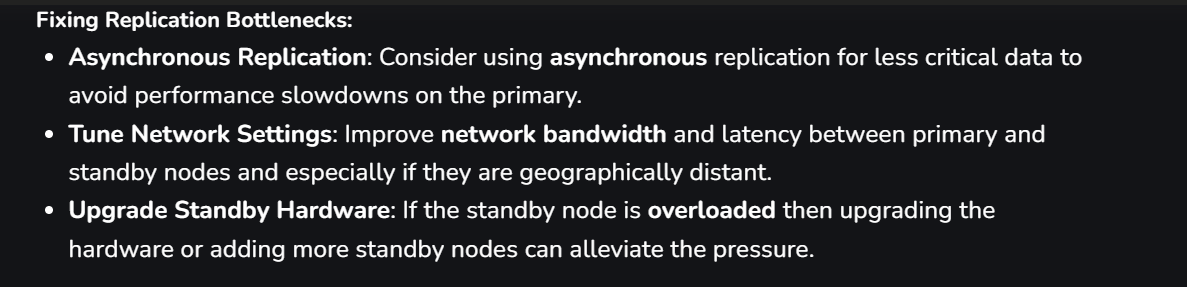 Fixing Replication Bottlenecks:
• Asynchronous Replication: Consider using asynchronous replication for less critical data to
avoid performance slowdowns on the primary.
• Tune Network Settings: Improve network bandwidth and latency between primary and
standby nodes and especially if they are geographically distant.
• Upgrade Standby Hardware: If the standby node is overloaded then upgrading the
hardware or adding more standby nodes can alleviate the pressure.